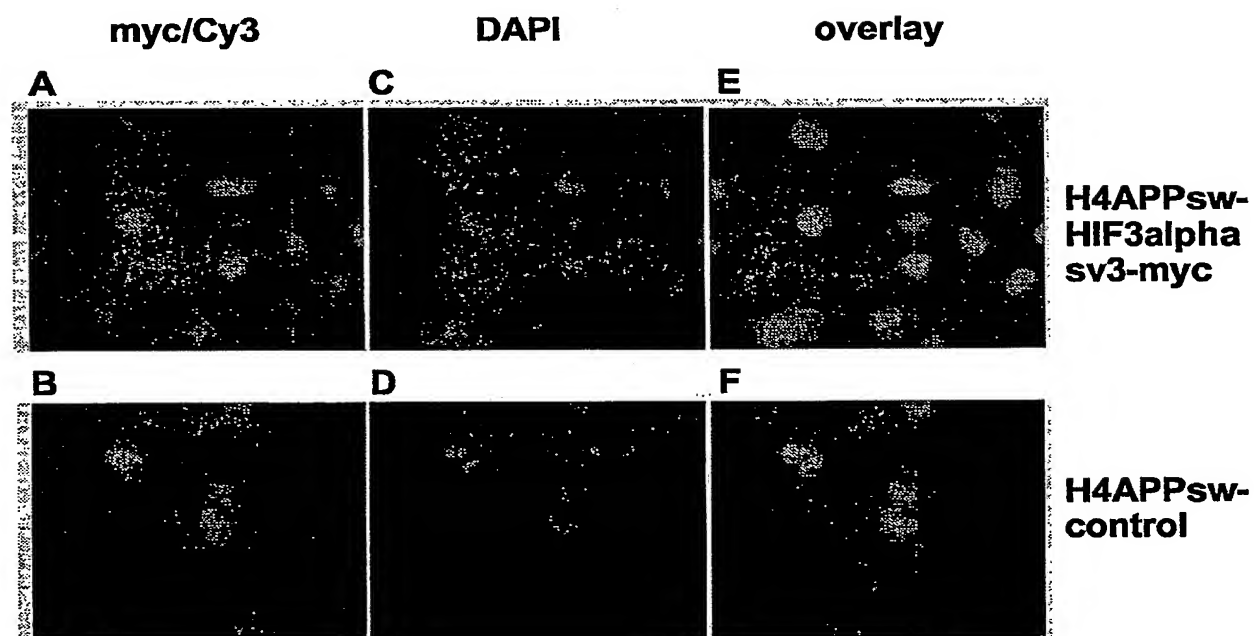 myc/Cy3 DAPI overlay
A C E
H4APPsw-
HIF3alpha
sv3-myc
B D F
H4APPsw-
control